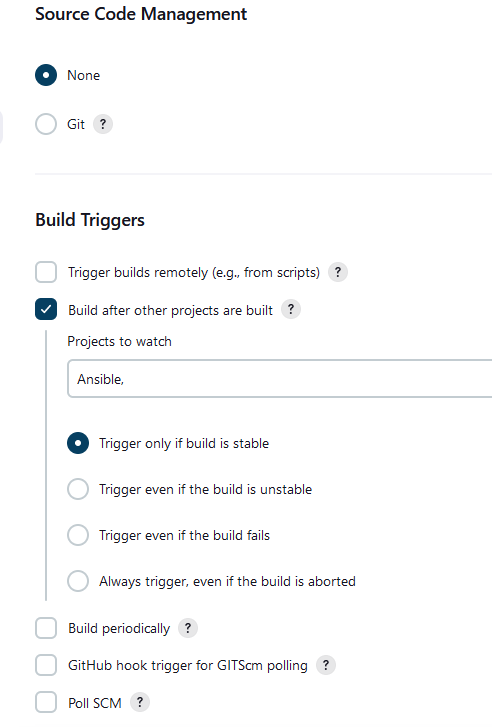 Source Code Management
None
Git ?
Build Triggers
Trigger builds remotely (e.g., from scripts) ?
Build after other projects are built ?
Projects to watch
Ansible,
Trigger only if build is stable
Trigger even if the build is unstable
Trigger even if the build fails
Always trigger, even if the build is aborted
Build periodically ?
GitHub hook trigger for GITScm polling ?
Poll SCM ?